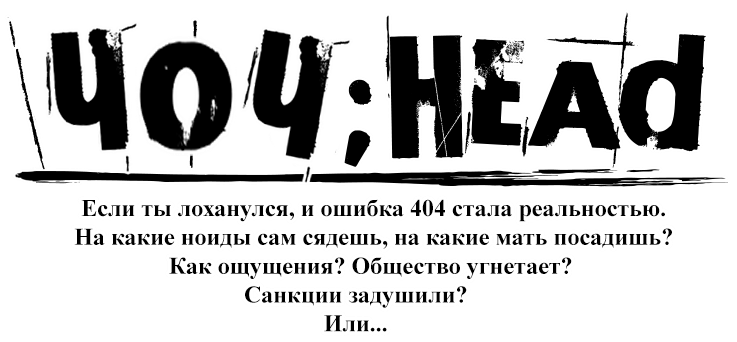 ЧОЧ;HEAd
Если ты лоханулся, и ошибка 404 стала реальностью.
На какие ноиды сам сядешь, на какие мать посадишь?
Как ощущения? Общество угнетает?
Санкции задушили?
Или...